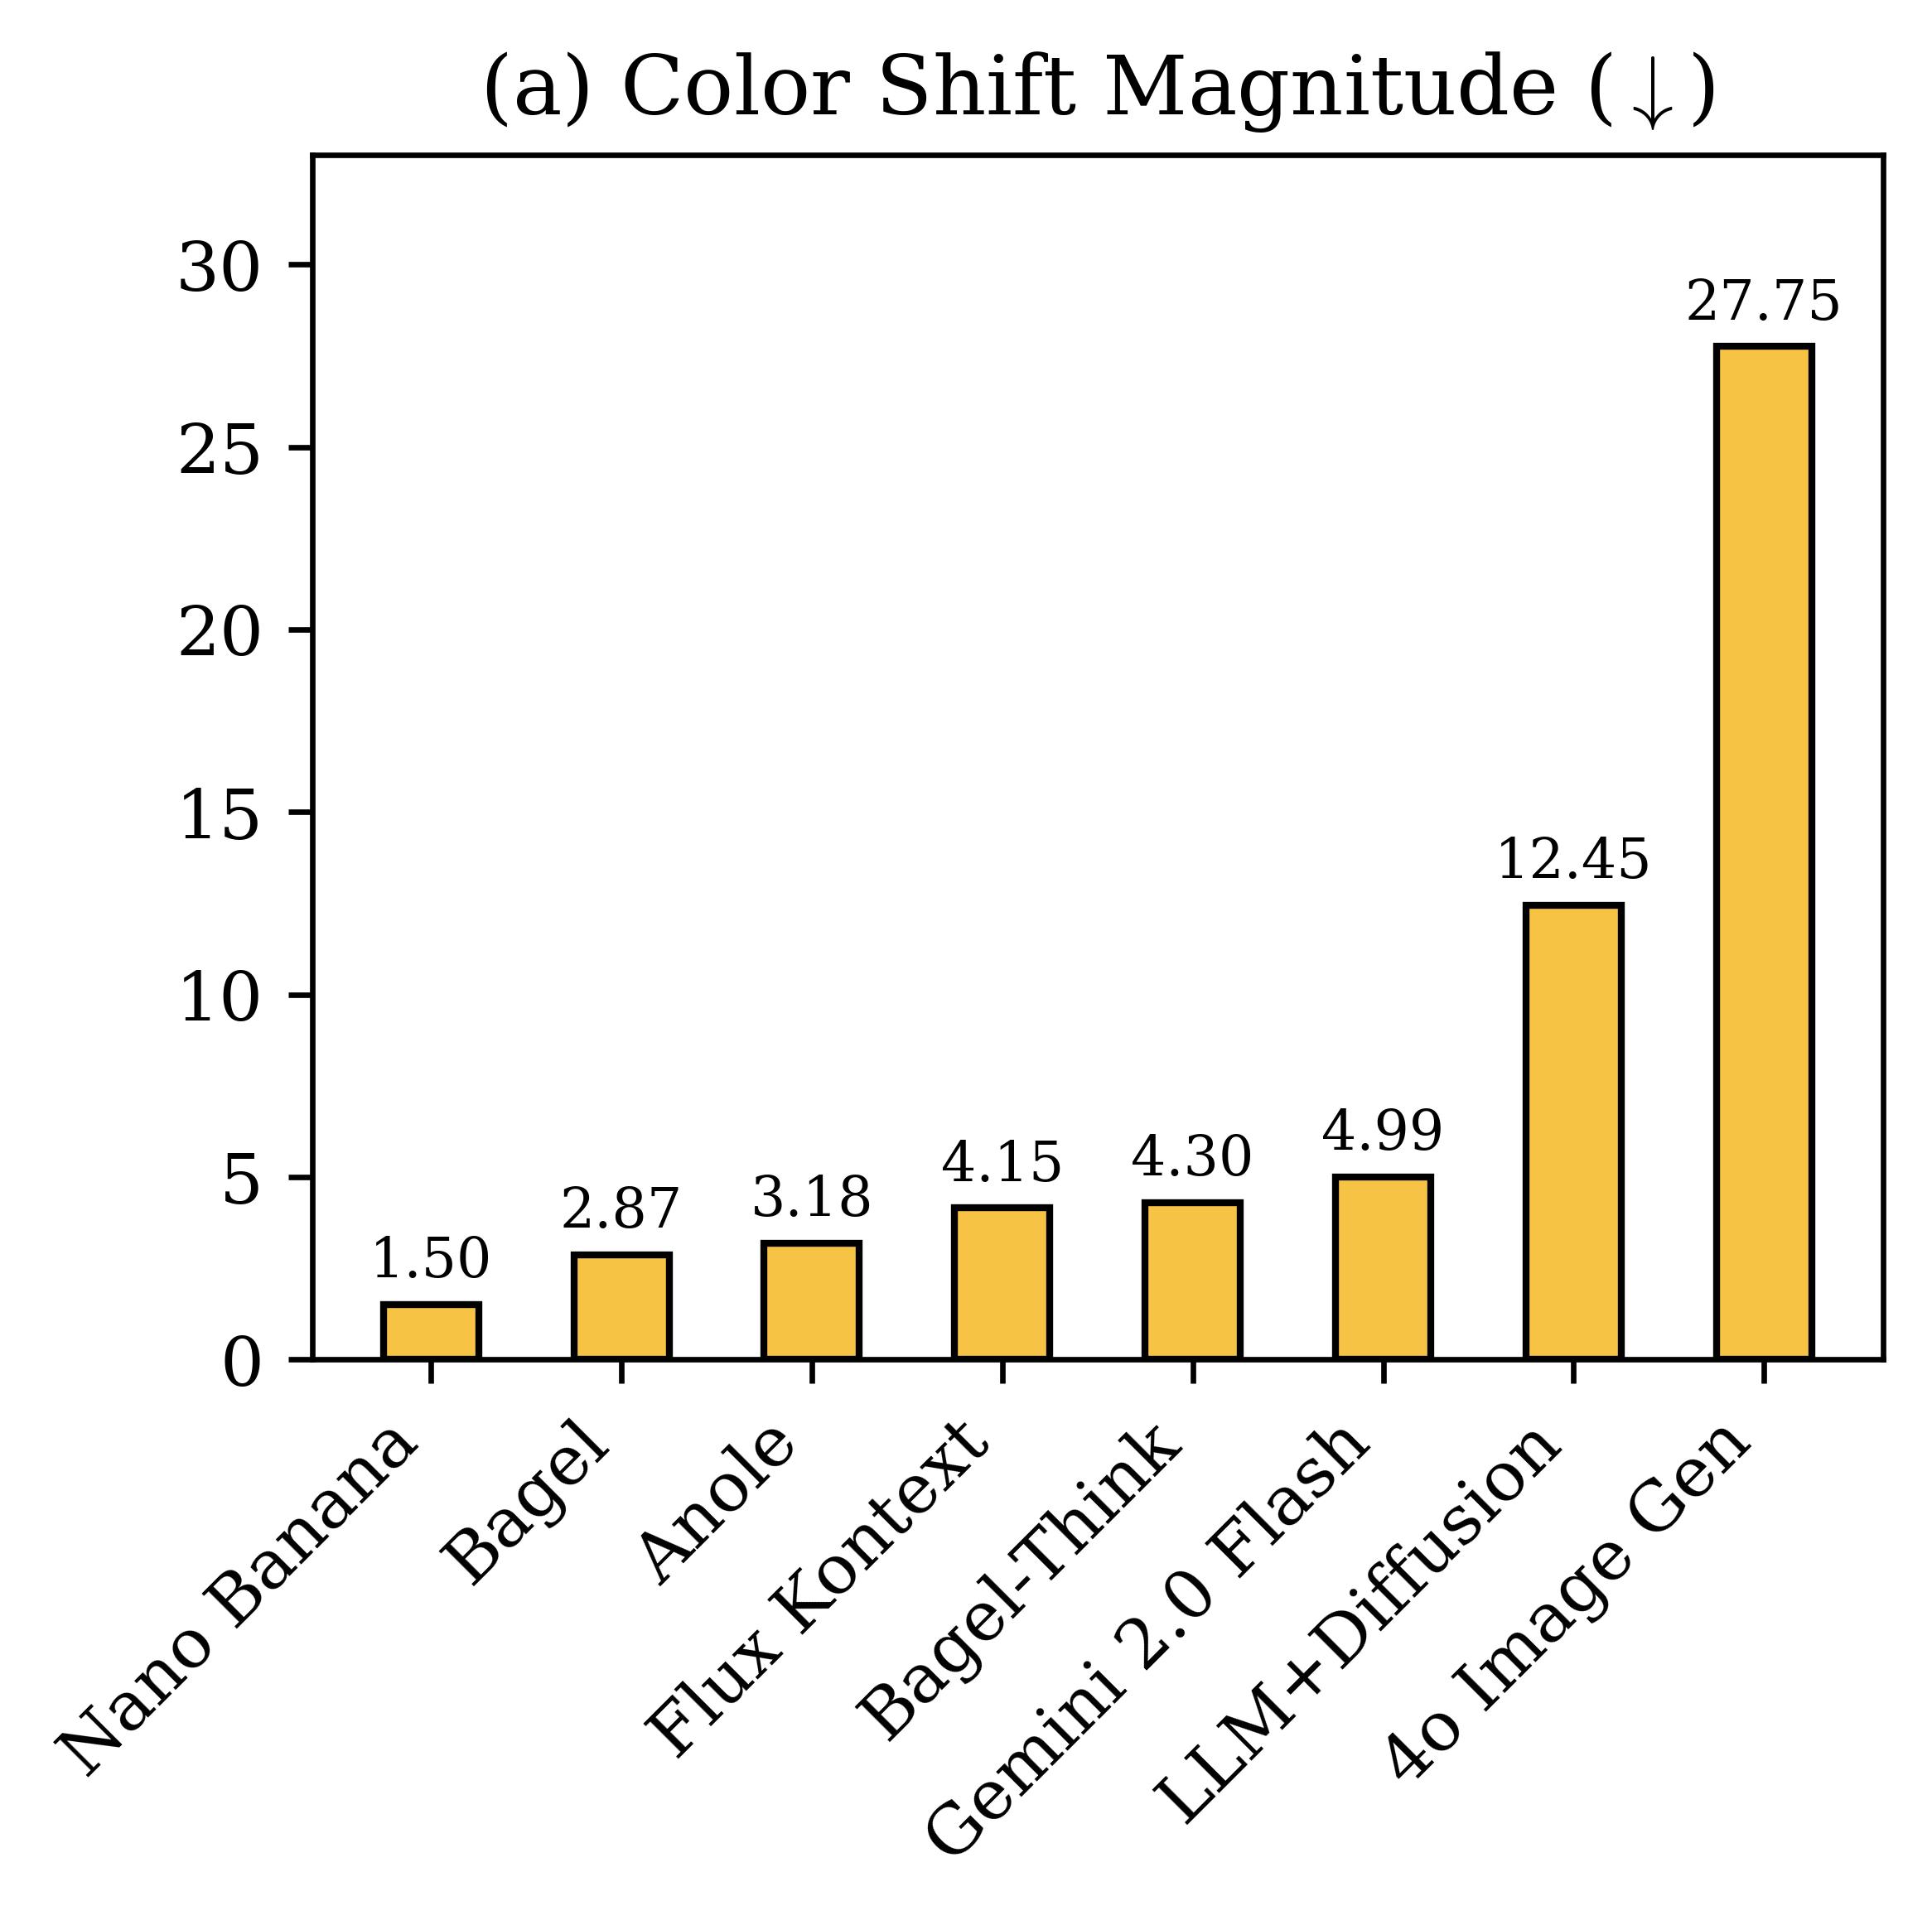 (a) Color Shift Magnitude (↓)
30
25
20
15
10
5
0
1.50
2.87
3.18
4.15
4.30
4.99
12.45
27.75
Nano Banana
Bagel
Anole
Flux Kontext
Bagel-Think
Gemini 2.0 Flash
LLM+Diffusion
4o Image Gen